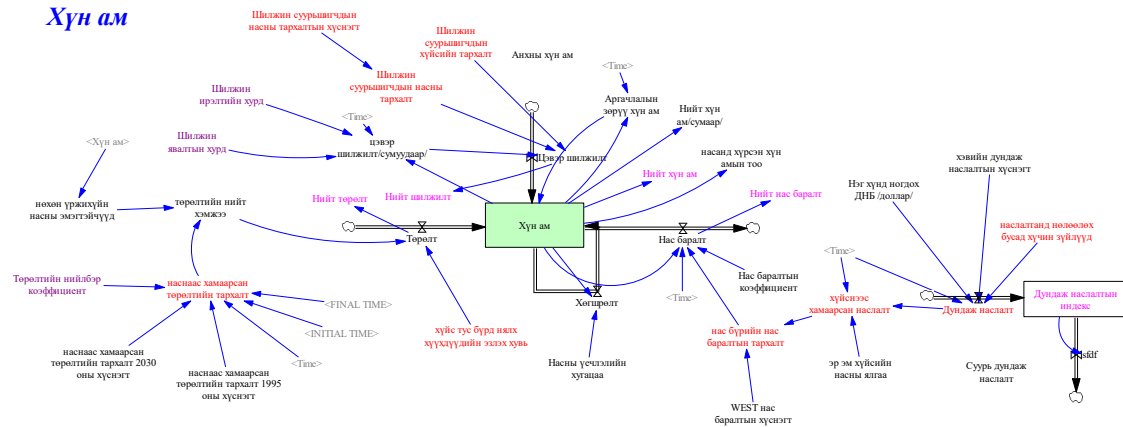 Хүн ам
Шилжин суурьшигчдын
насны тархалтын хүснэгт
Шилжин
суурьшигчдын
хүйсийн тархалт
Анхны хүн ам
<Time>
Шилжин
ирэлтийн хурд
Шилжин
суурьшигчдын насны
тархалт
Аргачлалын
зөрүү хүн ам
Нийт хүн
ам/сумаар/
<Time>
<Хүн ам>
Шилжин
явалтын хурд
цэвэр
шилжилт/сумуудаар/
Цэвэр шилжилт
насанд хүрсэн хүн
амын тоо
хэвийн дундаж
наслалтын хүснэгт
Нийт хүн ам
Нэг хүнд ногдох
ДНБ /доллар/
нөхөн үржихүйн
насны эмэгтэйчүүд
төрөлтийн нийт
хэмжээ
Нийт төрөлт
Нийт шилжилт
Нийт нас баралт
Хүн ам
Төрөлт
Нас баралт
<Time>
наслалтанд нөлөөлөх
бусад хүчин зүйлүүд
Төрөлтийн нийлбэр
коэффициент
наснаас хамаарсан
төрөлтийн тархалт
<FINAL TIME>
<INITIAL TIME>
<Time>
Хөгшрөлт
<Time>
Нас баралтын
коэффициент
хүйснээс
хамаарсан наслалт
Дундаж наслалт
Дундаж наслалтын
индекс
хүйс тус бүрд нялх
хүүхдүүдийн эзлэх хувь
нас бүрийн нас
баралтын тархалт
наснаас хамаарсан
төрөлтийн тархалт 2030
оны хүснэгт
наснаас хамаарсан
төрөлтийн тархалт 1995
оны хүснэгт
Насны үечлэлийн
хугацаа
эр эм хүйсийн
насны ялгаа
Суурь дундаж
наслалт
sfdf
WEST нас
баралтын хүснэгт